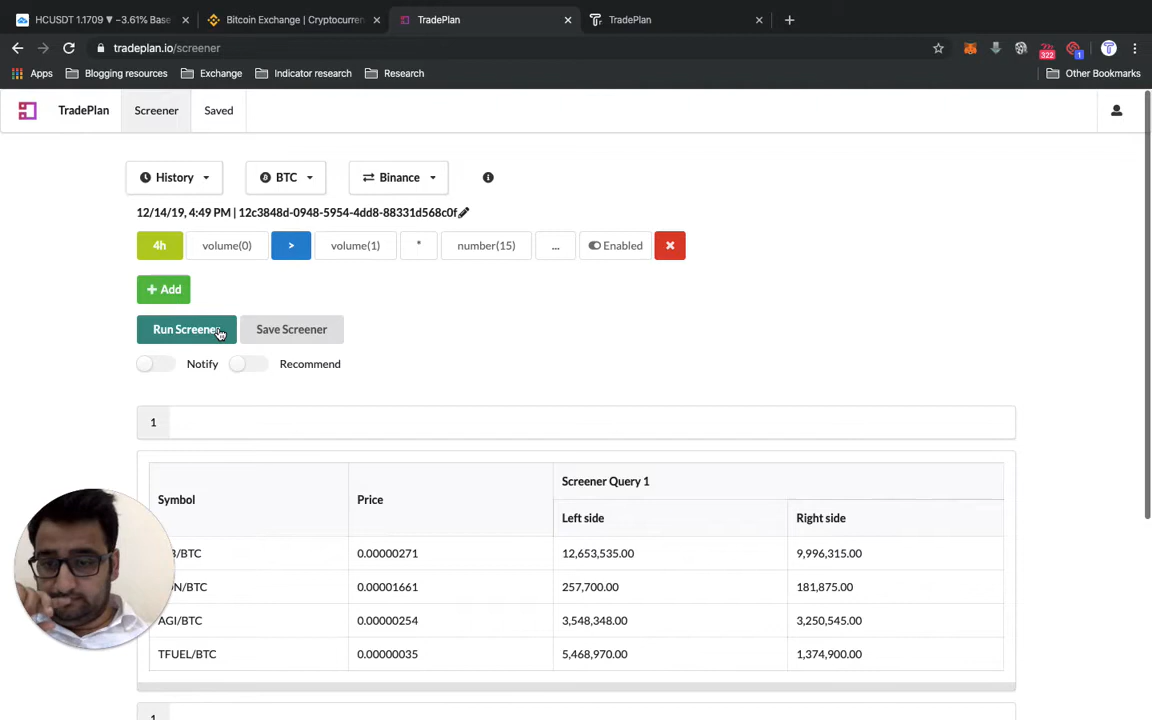 HCUSDT 1.1709 ▼ −3.61% Base
Bitcoin Exchange | Cryptocurren
TradePlan
TradePlan
tradeplan.io/screener
322
1
Apps
Blogging resources
Exchange
Indicator research
Research
Other Bookmarks
TradePlan
Screener
Saved
History
BTC
Binance
12/14/19, 4:49 PM | 12c3848d-0948-5954-4dd8-88331d568c0f
4h
volume(0)
>
volume(1)
*
number(15)
...
Enabled
+ Add
Run Screener
Save Screener
Notify
Recommend
1
Symbol
Price
Screener Query 1
Left side
Right side
/BTC
0.00000271
12,653,535.00
9,996,315.00
/BTC
0.00001661
257,700.00
181,875.00
AGI/BTC
0.00000254
3,548,348.00
3,250,545.00
TFUEL/BTC
0.00000035
5,468,970.00
1,374,900.00
1